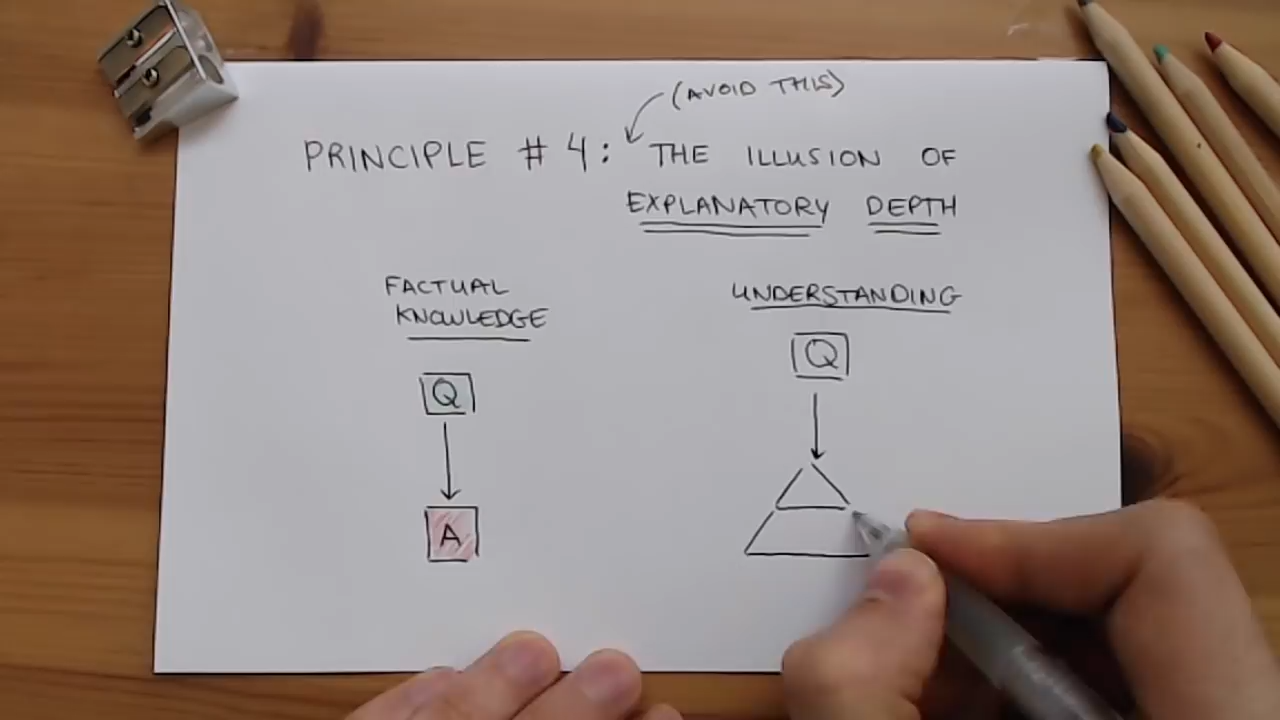 (AVOID THIS)
PRINCIPLE # 4: THE ILLUSION OF
EXPLANATORY DEPTH
FACTUAL
KNOWLEDGE
Q
A
UNDERSTANDING
Q